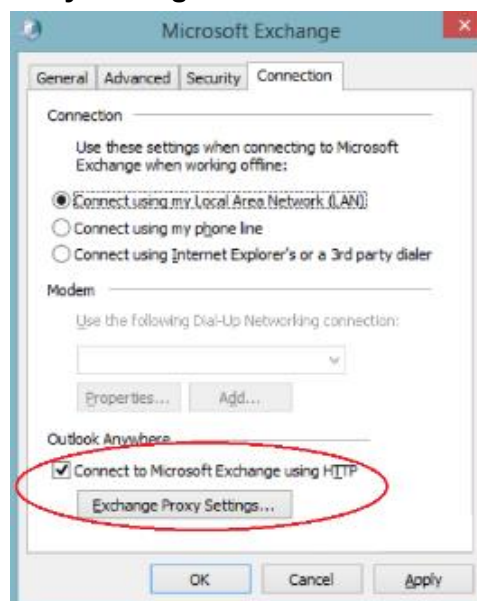 Microsoft Exchange
General Advanced Security Connection
Connection
Use these settings when connecting to Microsoft
Exchange when working offline:
Connect using my Local Area Network (LAN)
Connect using my phone line
Connect using Internet Explorer's or a 3rd party dialer
Modem
Use the following Dial-Up Networking connection:
Properties... Add...
Outlook Anywhere
Connect to Microsoft Exchange using HTTP
Exchange Proxy Settings...
OK Cancel Apply